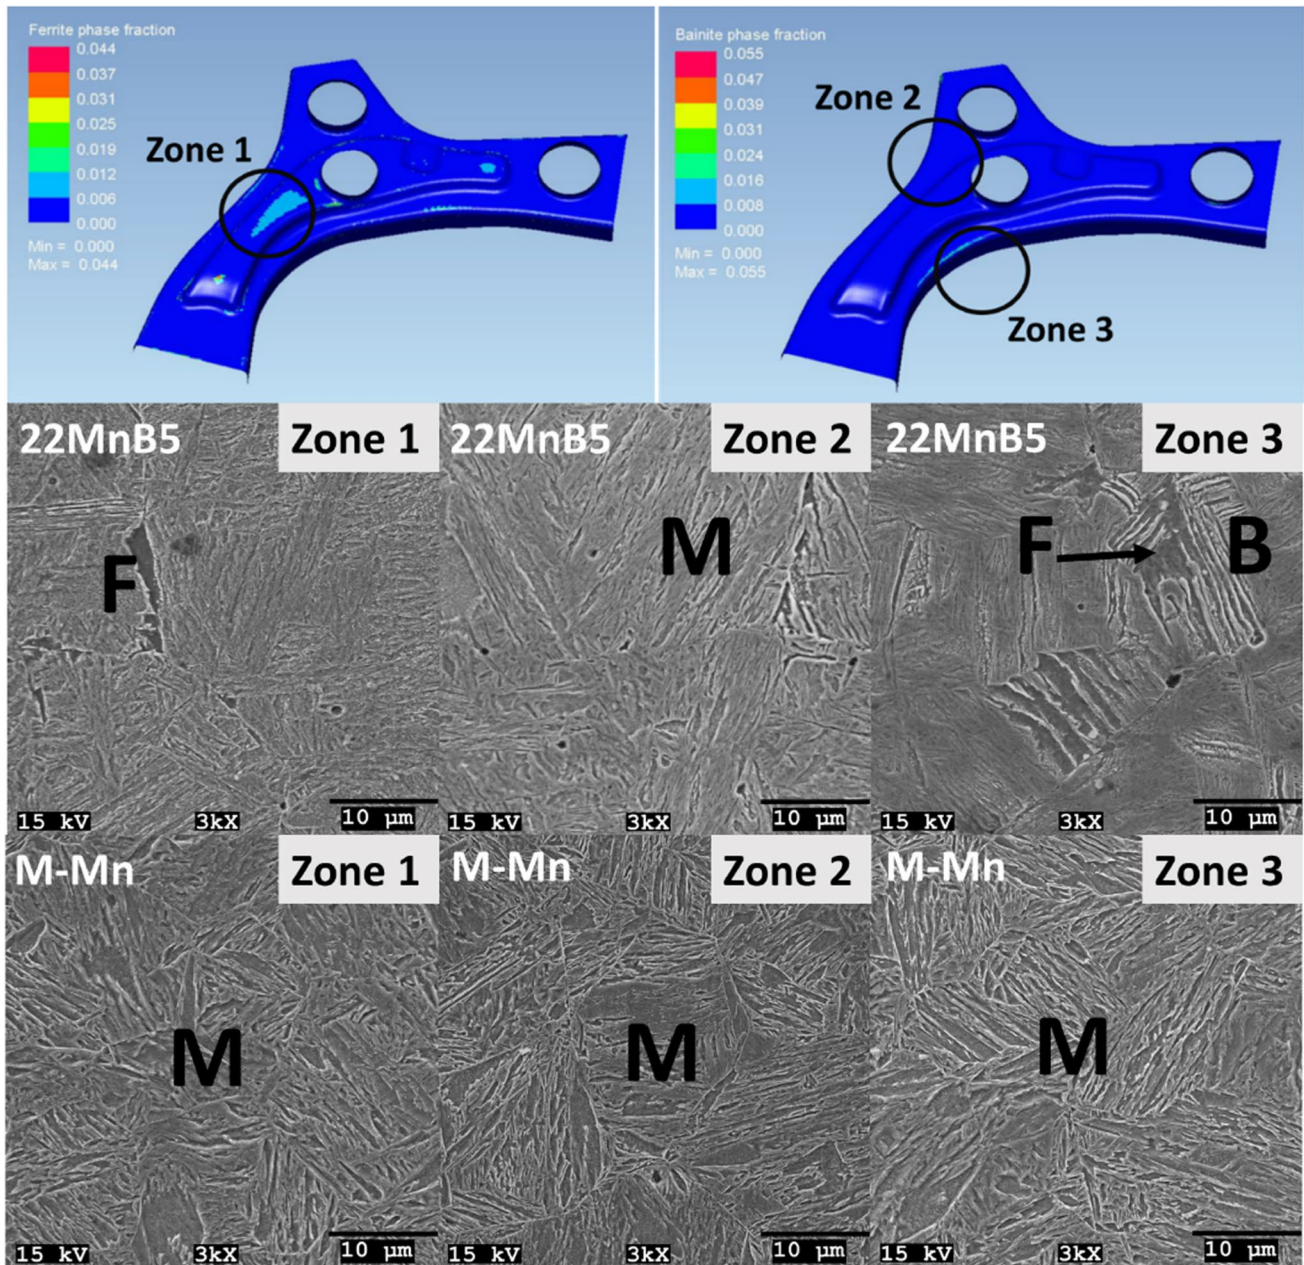 Ferrite phase fraction
0.044
0.037
0.031
0.025
0.019
0.012
0.006
0.000
Min = 0.000
Max = 0.044
Zone 1
Bainite phase fraction
0.055
0.047
0.039
0.031
0.024
0.016
0.008
0.000
Min = 0.000
Max = 0.055
Zone 2
Zone 3
22MnB5 Zone 1
F
15 kV 3kX 10 µm
22MnB5 Zone 2
M
15 kV 3kX 10 µm
22MnB5 Zone 3
F B
15 kV 3kX 10 µm
M-Mn Zone 1
M
15 kV 3kX 10 µm
M-Mn Zone 2
M
15 kV 3kX 10 µm
M-Mn Zone 3
M
15 kV 3kX 10 µm